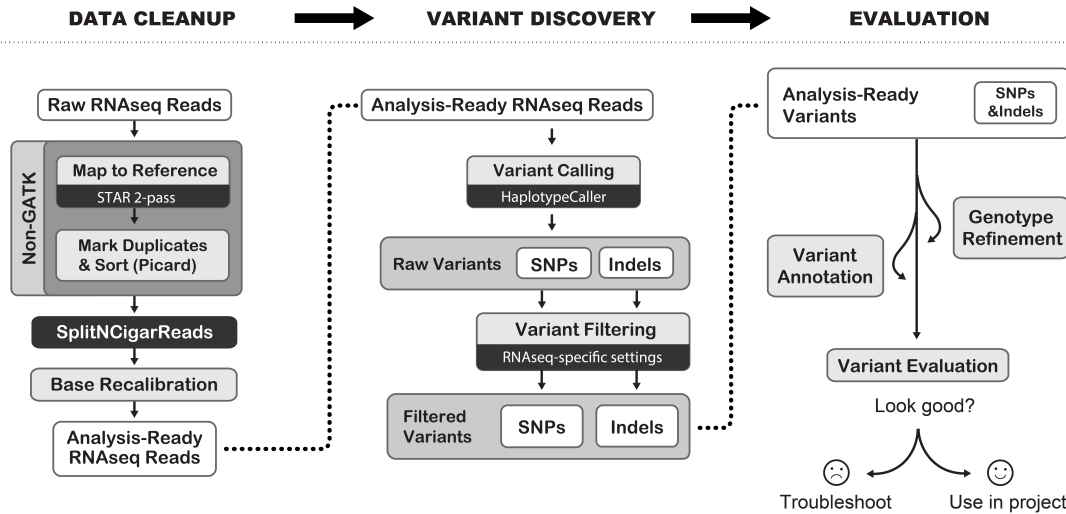 DATA CLEANUP
VARIANT DISCOVERY
EVALUATION
Raw RNAseq Reads
Non-GATK
Map to Reference
STAR 2-pass
Mark Duplicates
& Sort (Picard)
SplitNCigarReads
Base Recalibration
Analysis-Ready
RNAseq Reads
Analysis-Ready RNAseq Reads
Variant Calling
HaplotypeCaller
Raw Variants
SNPs
Indels
Variant Filtering
RNAseq-specific settings
Filtered
Variants
SNPs
Indels
Analysis-Ready
Variants
SNPs
&Indels
Genotype
Refinement
Variant
Annotation
Variant Evaluation
Look good?
Troubleshoot
Use in project